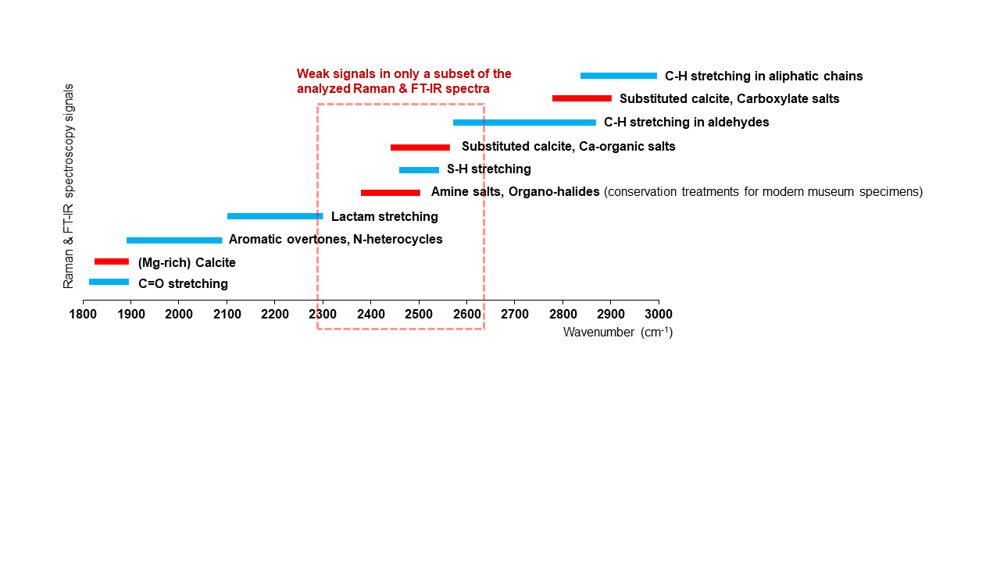 Weak signals in only a subset of the
analyzed Raman & FT-IR spectra
C-H stretching in aliphatic chains
Substituted calcite, Carboxylate salts
C-H stretching in aldehydes
Substituted calcite, Ca-organic salts
S-H stretching
Amine salts, Organo-halides (conservation treatments for modern museum specimens)
Lactam stretching
Aromatic overtones, N-heterocycles
(Mg-rich) Calcite
C=O stretching
Raman & FT-IR spectroscopy signals
1800 1900 2000 2100 2200 2300 2400 2500 2600 2700 2800 2900 3000
Wavenumber (cm-1)